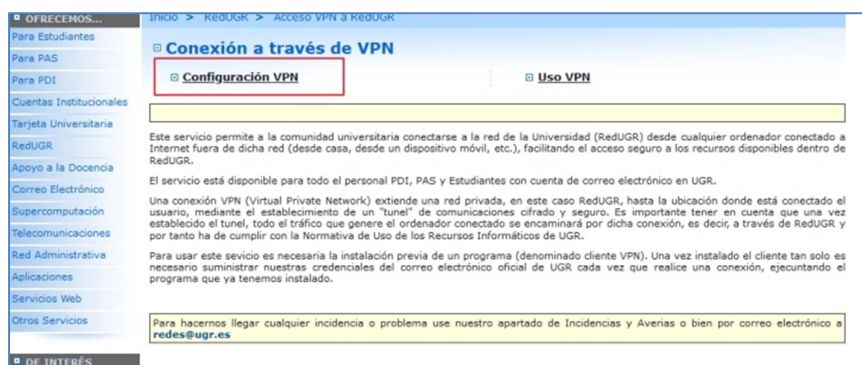 OFRECEMOS...
Para Estudiantes
Para PAS
Para PDI
Cuentas Institucionales
Tarjeta Universitaria
RedUGR
Apoyo a la Docencia
Correo Electrónico
Supercomputación
Telecomunicaciones
Red Administrativa
Aplicaciones
Servicios Web
Otros Servicios
DE INTERÉS
Inicio > RedUGR > Acceso VPN a RedUGR
Conexión a través de VPN
Configuración VPN
Uso VPN
Este servicio permite a la comunidad universitaria conectarse a la red de la Universidad (RedUGR) desde cualquier ordenador conectado a
Internet fuera de dicha red (desde casa, desde un dispositivo móvil, etc.), facilitando el acceso seguro a los recursos disponibles dentro de
RedUGR.
El servicio está disponible para todo el personal PDI, PAS y Estudiantes con cuenta de correo electrónico en UGR.
Una conexión VPN (Virtual Private Network) extiende una red privada, en este caso RedUGR, hasta la ubicación donde está conectado el
usuario, mediante el establecimiento de un "tunel" de comunicaciones cifrado y seguro. Es importante tener en cuenta que una vez
establecido el tunel, todo el tráfico que genere el ordenador conectado se encaminará por dicha conexión, es decir, a través de RedUGR y
por tanto ha de cumplir con la Normativa de Uso de los Recursos Informáticos de UGR.
Para usar este sevicio es necesaria la instalación previa de un programa (denominado cliente VPN). Una vez instalado el cliente tan solo es
necesario suministrar nuestras credenciales del correo electrónico oficial de UGR cada vez que realice una conexión, ejecutando el
programa que ya tenemos instalado.
Para hacernos llegar cualquier incidencia o problema use nuestro apartado de Incidencias y Averias o bien por correo electrónico a
redes@ugr.es